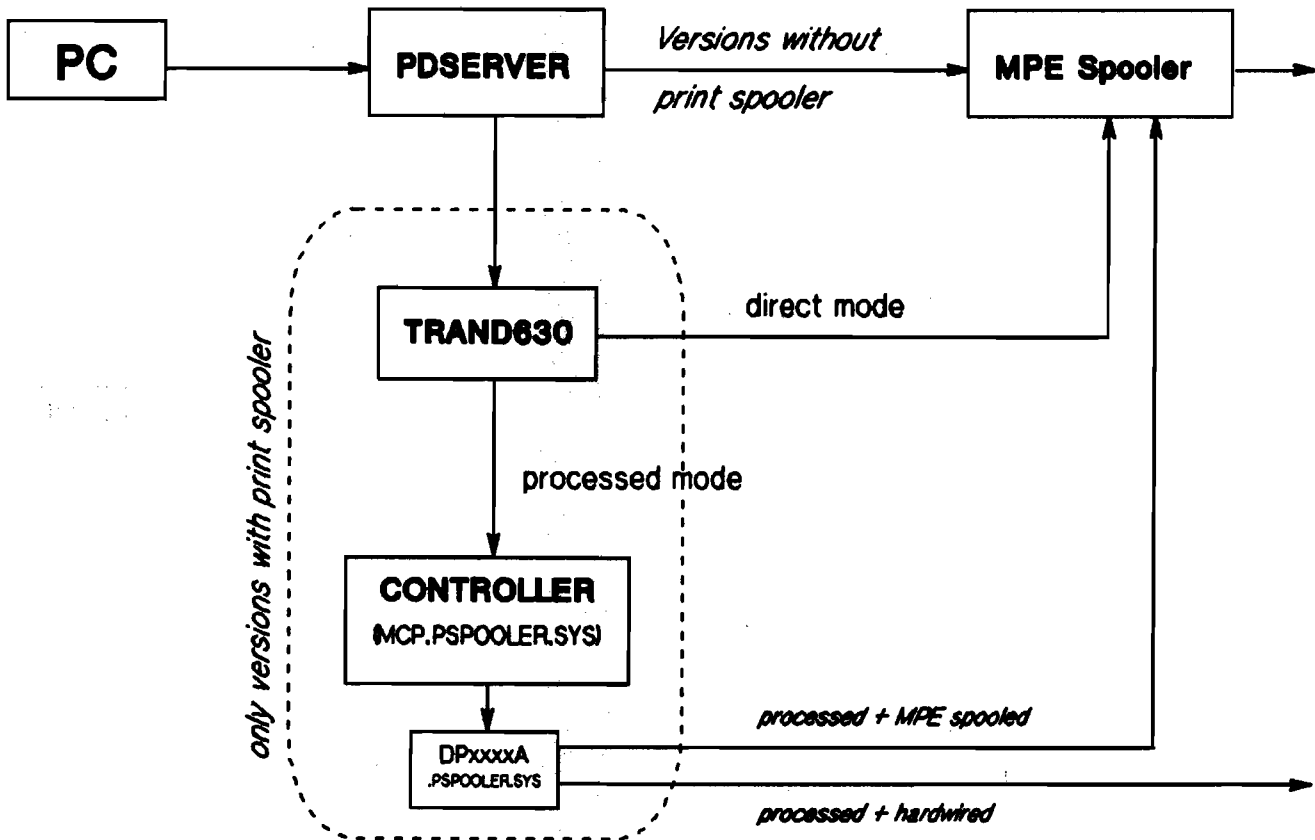 PC
PDSERVER
Versions without
print spooler
MPE Spooler
TRAND630
direct mode
only versions with print spooler
processed mode
CONTROLLER
(MCP.PSPOOLER.SYS)
DPxxxxA
.PSPOOLER.SYS
processed + MPE spooled
processed + hardwired